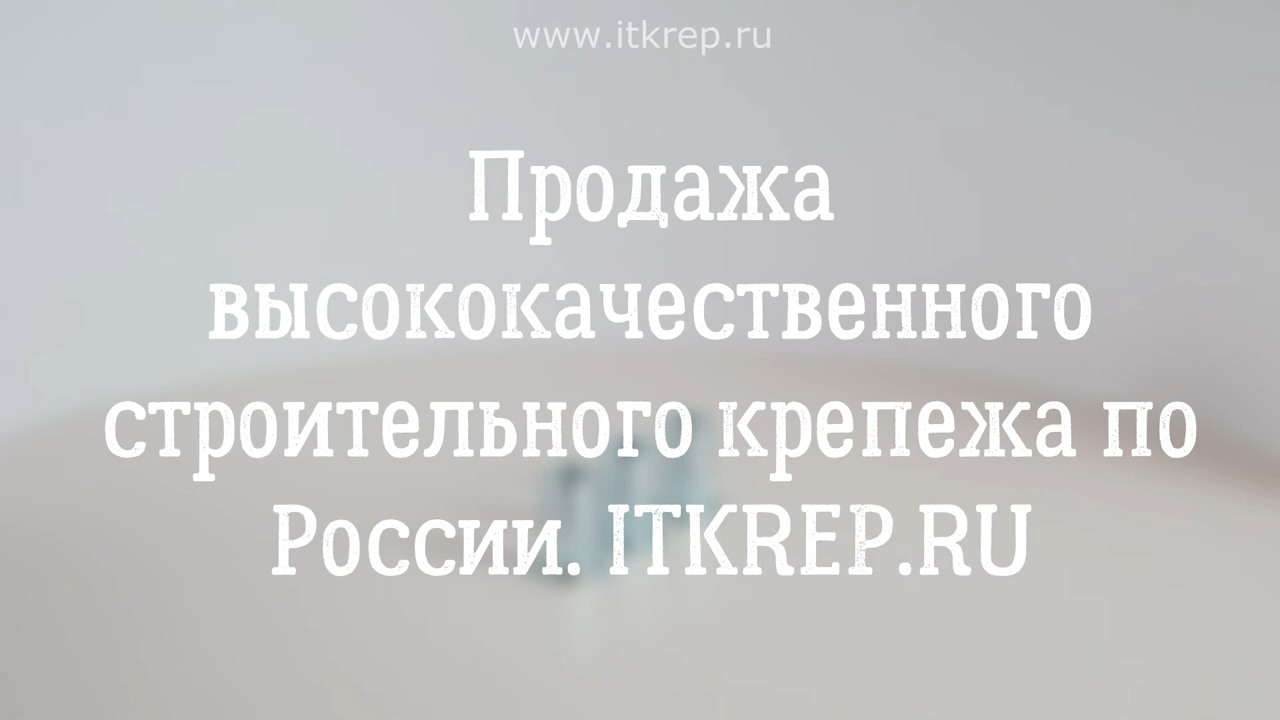 www.itkrep.ru
Продажа
высококачественного
строительного крепежа по
России. ITKREP.RU